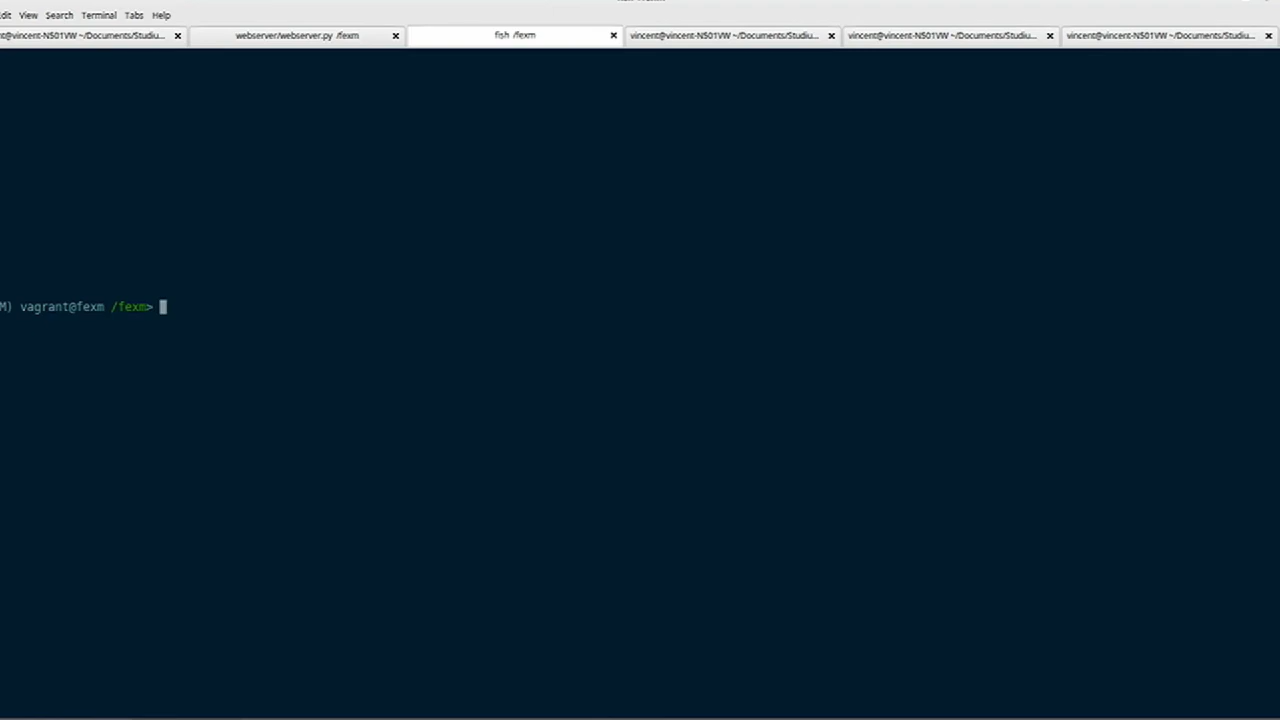 dit View Search Terminal Tabs Help
nt@vincent-N501VW ~/Documents/Studiu... webserver/webserver.py /fexm fish /fexm vincent@vincent-N501VW ~/Documents/Studiu... vincent@vincent-N501VW ~/Documents/Studiu... vincent@vincent-N501VW ~/Documents/Studiu...
M) vagrant@fexm /fexm>